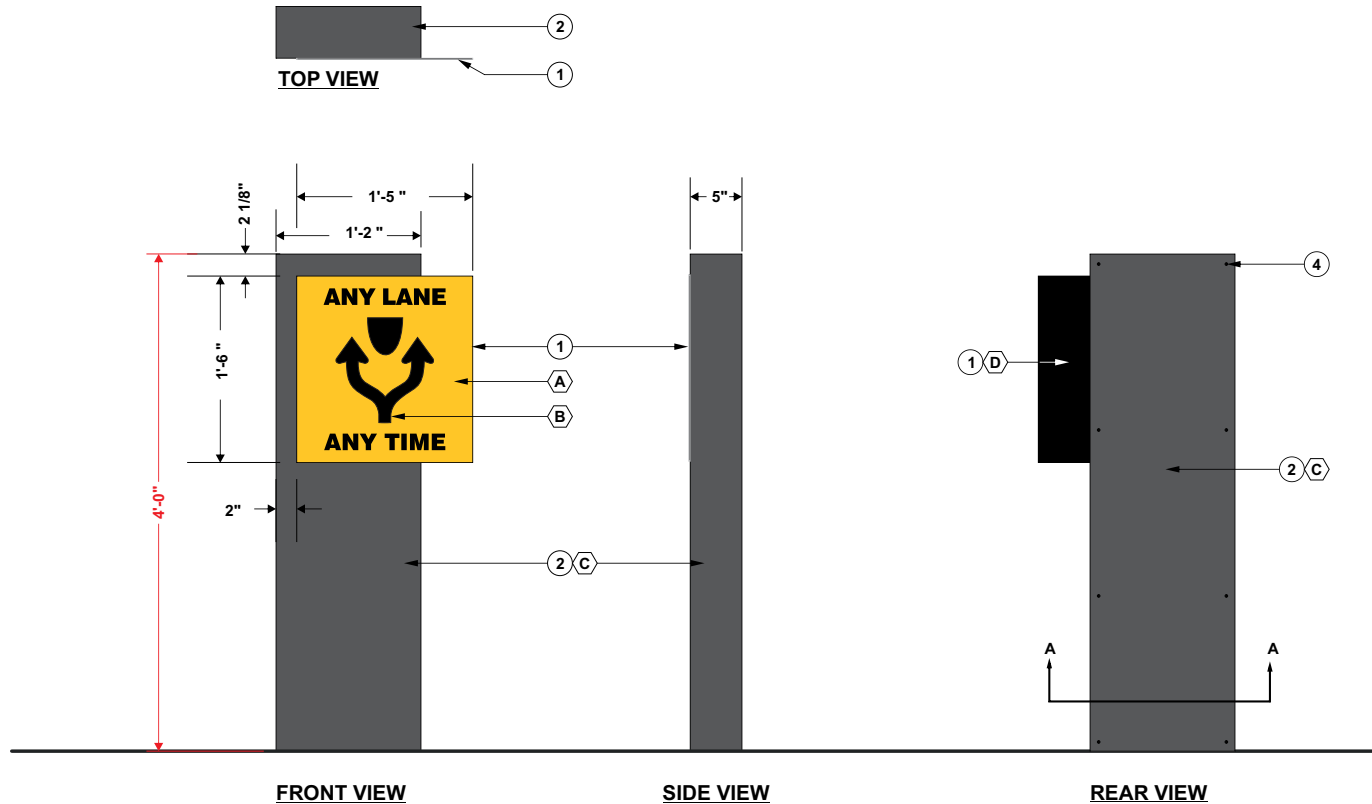 2
1
TOP VIEW
2 1/8"
1'-5 "
1'-2 "
5"
4
ANY LANE
1
1'-6 "
A
1 D
B
ANY TIME
2 C
4'-0"
2"
2 C
A
A
FRONT VIEW
SIDE VIEW
REAR VIEW